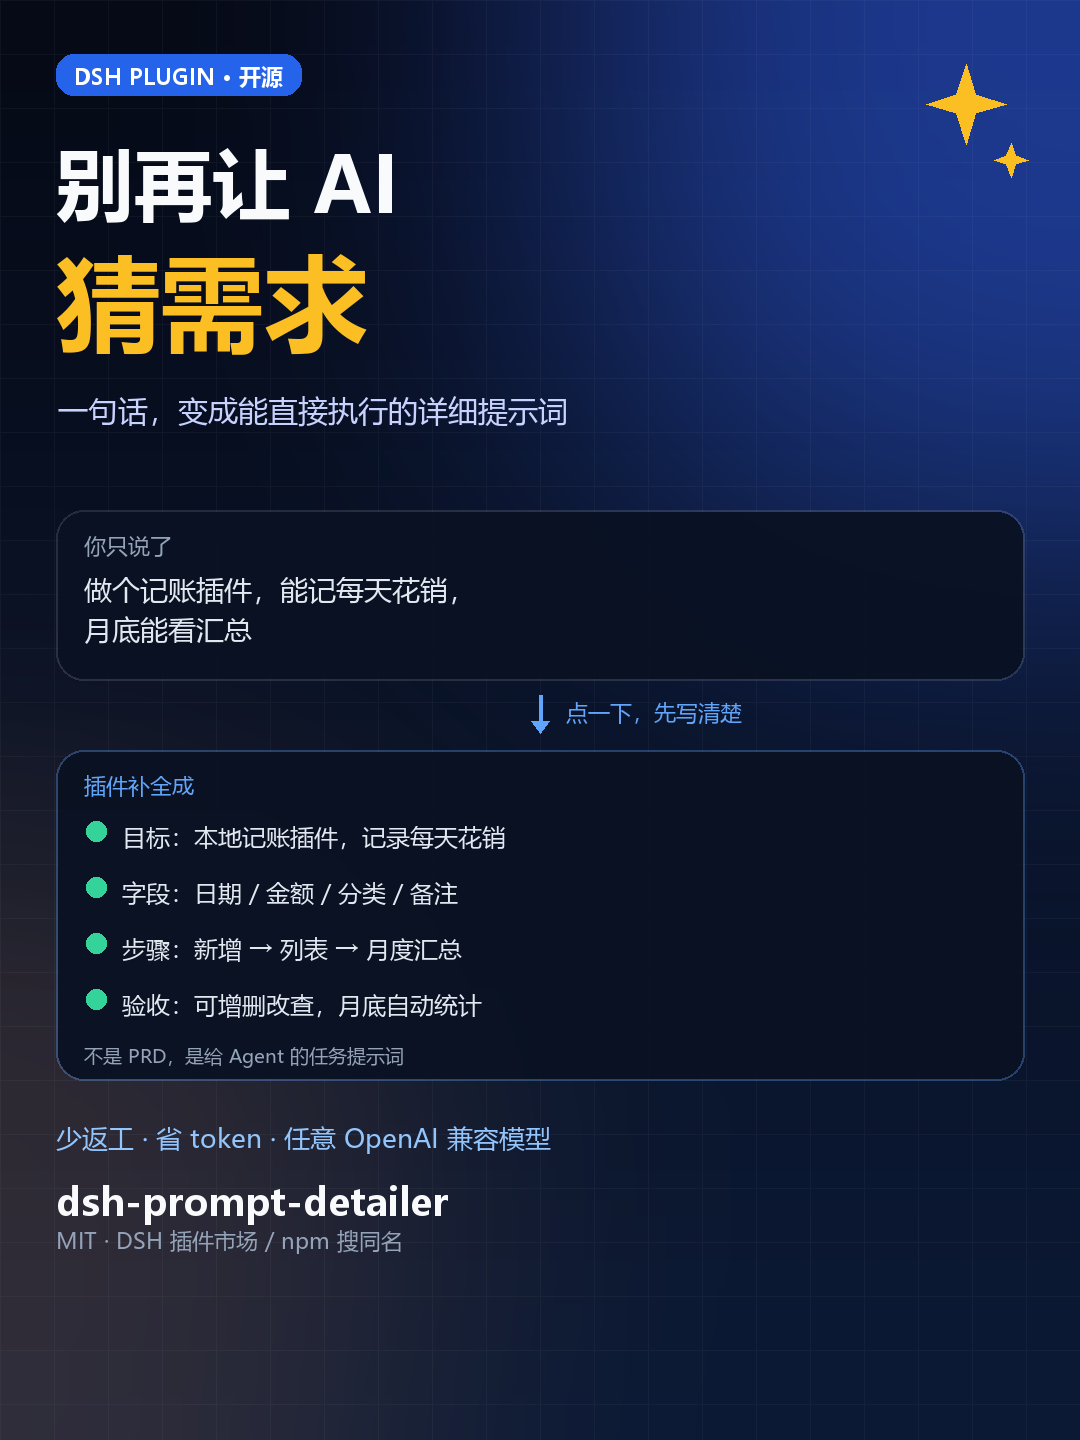 DSH PLUGIN • 开源
别再让 AI
猜需求
一句话，变成能直接执行的详细提示词
你只说了
做个记账插件，能记每天花销，
月底能看汇总
点一下，先写清楚
插件补全成
目标：本地记账插件，记录每天花销
字段：日期 / 金额 / 分类 / 备注
步骤：新增 → 列表 → 月度汇总
验收：可增删改查，月底自动统计
不是 PRD，是给 Agent 的任务提示词
少返工 · 省 token · 任意 OpenAI 兼容模型
dsh-prompt-detailer
MIT · DSH 插件市场 / npm 搜同名